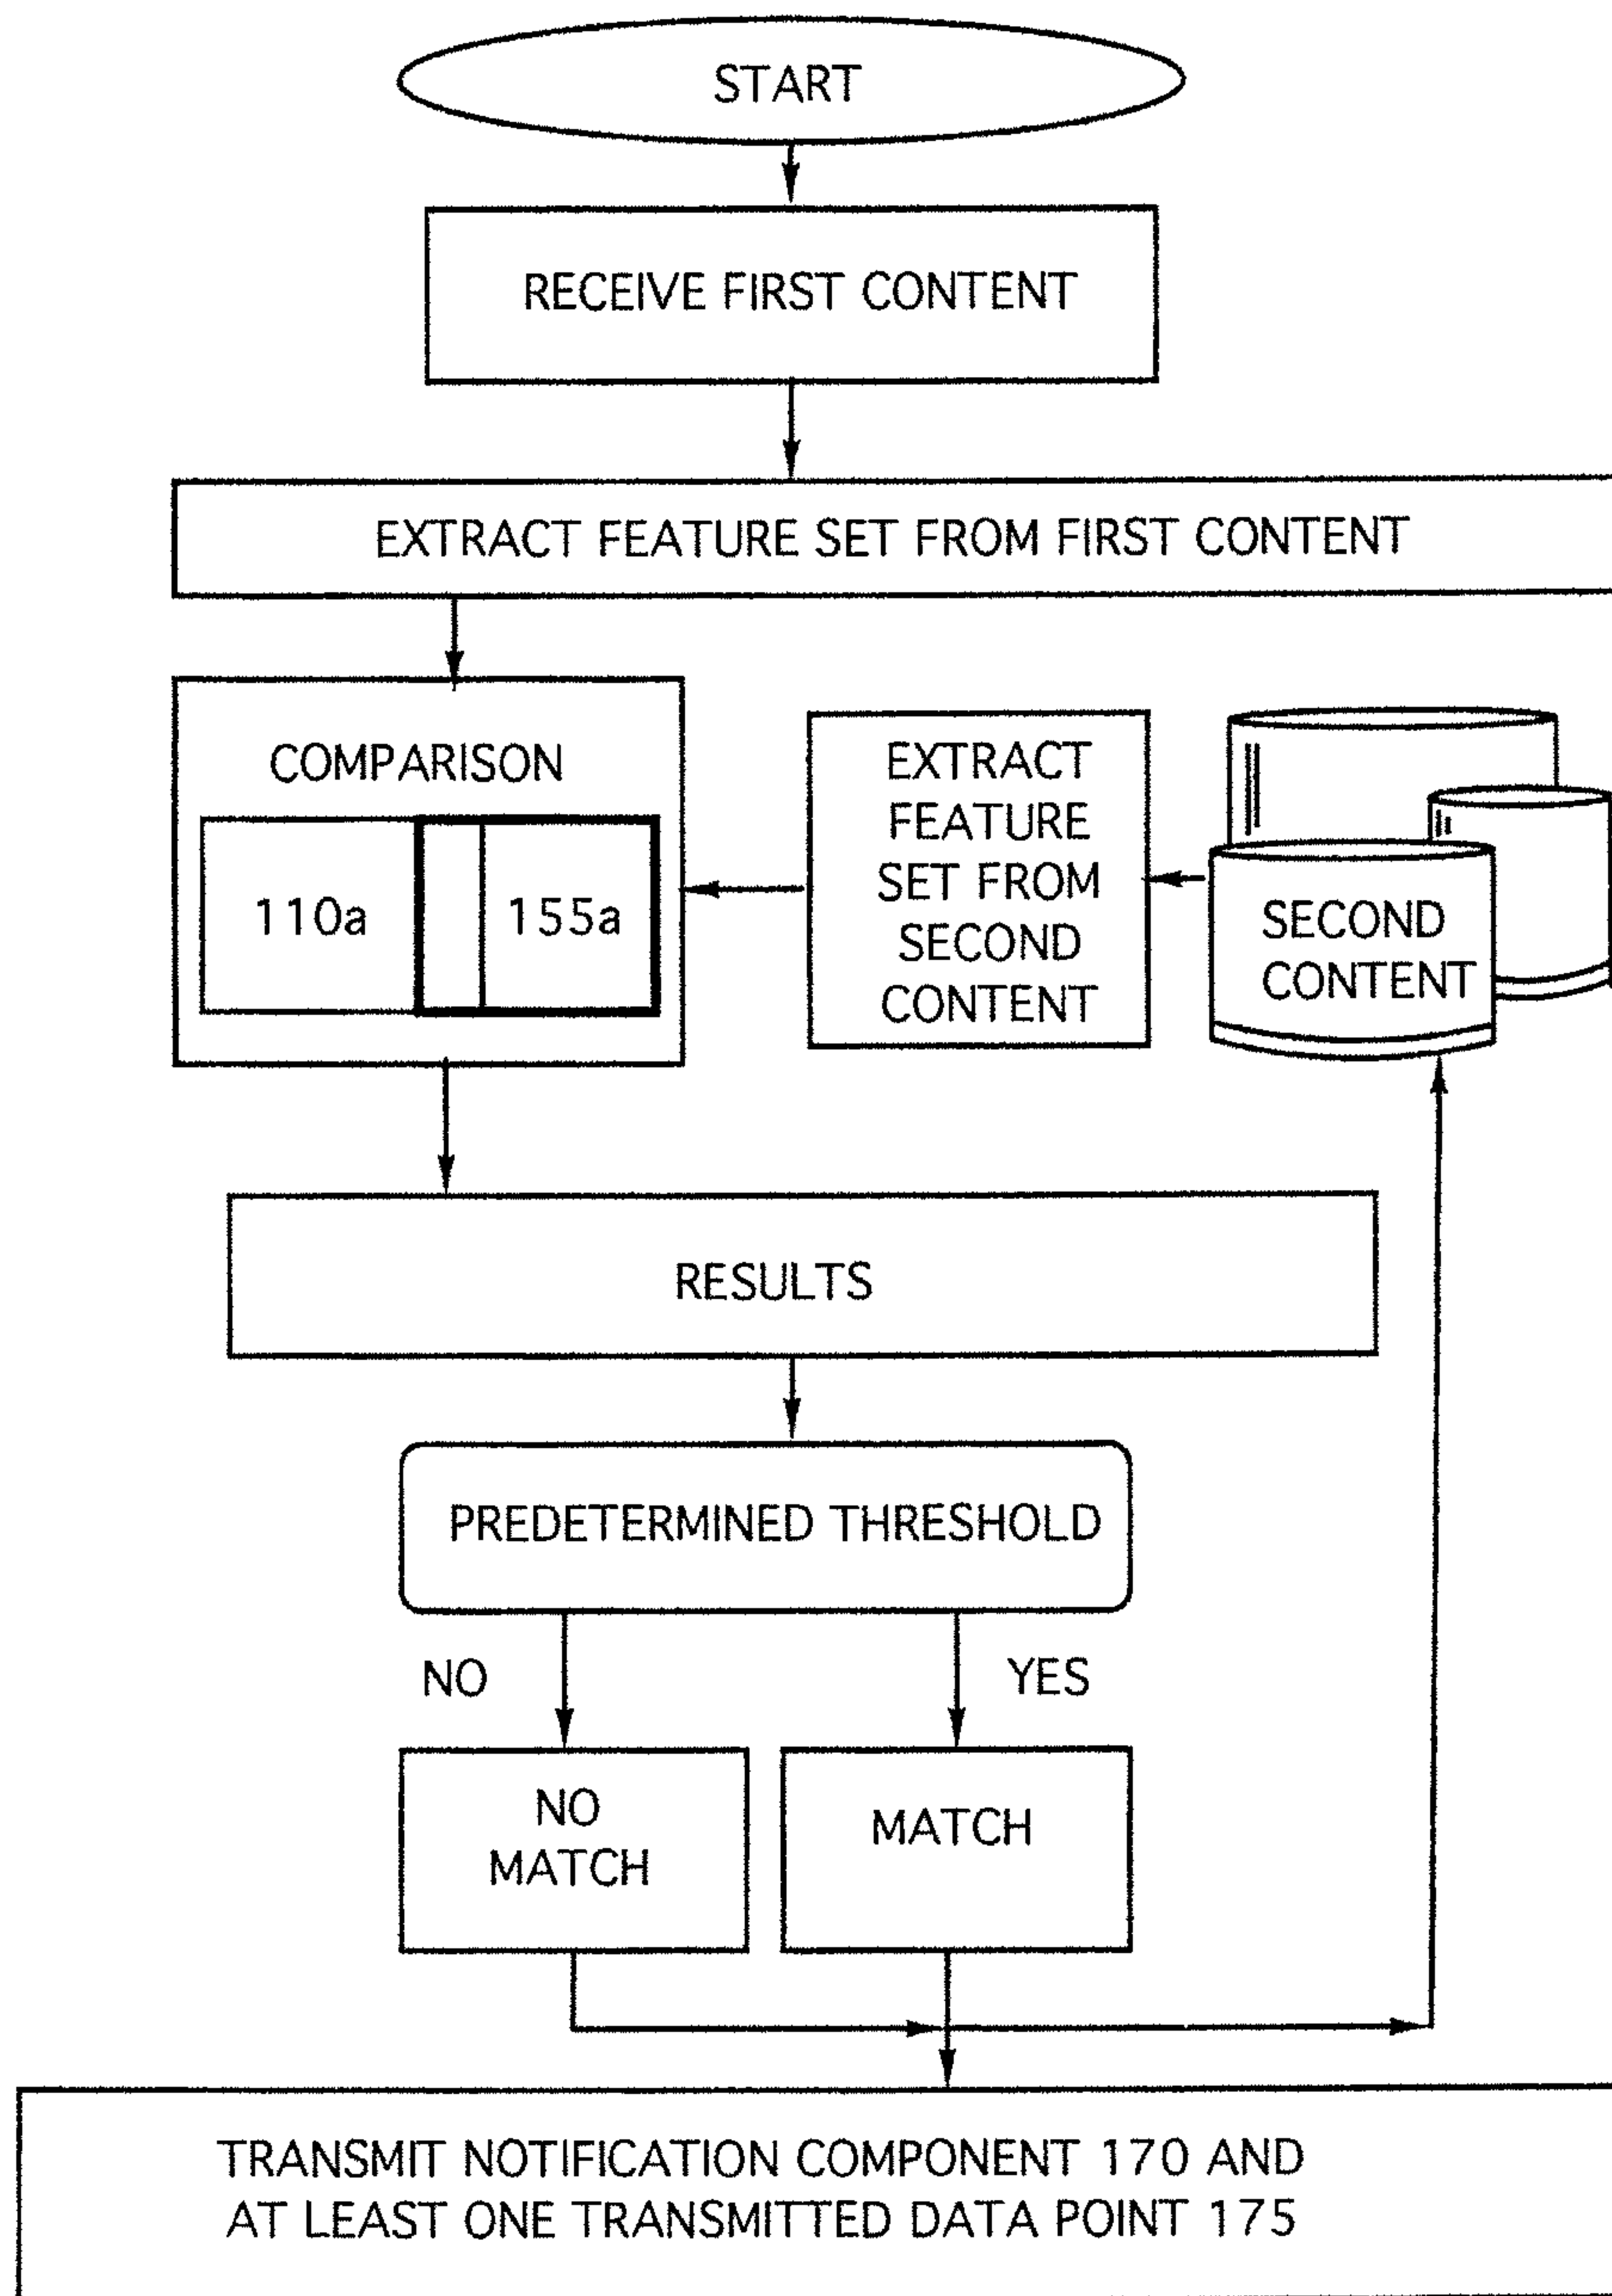 START
RECEIVE FIRST CONTENT
EXTRACT FEATURE SET FROM FIRST CONTENT
COMPARISON
110a
155a
EXTRACT
FEATURE
SET FROM
SECOND
CONTENT
SECOND
CONTENT
RESULTS
PREDETERMINED THRESHOLD
NO
YES
NO
MATCH
MATCH
TRANSMIT NOTIFICATION COMPONENT 170 AND
AT LEAST ONE TRANSMITTED DATA POINT 175